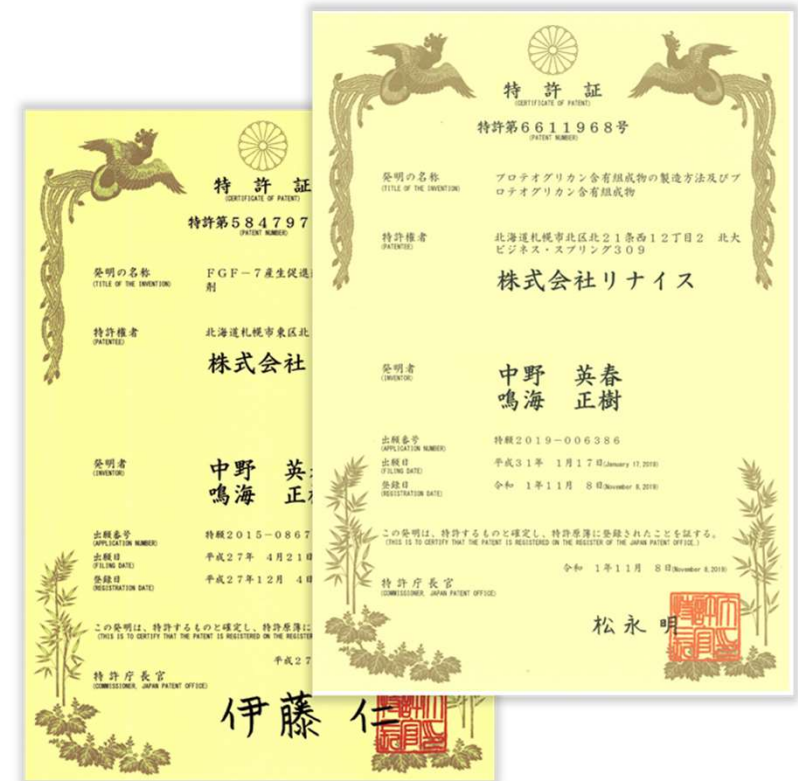 特許証
(CERTIFICATE OF PATENT)
特許第6611968号
(PATENT NUMBER)
発明の名称
(TITLE OF THE INVENTION)
プロテオグリカン含有組成物の製造方法及びプ
ロテオグリカン含有組成物
特許権者
(PATENTEE)
北海道札幌市北区北21条西12丁目2 北大
ビジネス・スプリング309
株式会社リナイス
発明者
(INVENTOR)
中野 英春
鳴海 正樹
出願番号
(APPLICATION NUMBER)
特願2019-006386
出願日
(FILING DATE)
平成31年 1月17日(January 17,2019)
登録日
(REGISTRATION DATE)
令和 1年11月 8日(November 8,2019)
この発明は、特許するものと確定し、特許原簿に登録されたことを証する。
(THIS IS TO CERTIFY THAT THE PATENT IS REGISTERED ON THE REGISTER OF THE JAPAN PATENT OFFICE.)
令和 1年11月 8日(November 8,2019)
特許庁長官
(COMMISSIONER, JAPAN PATENT OFFICE)
松永 明
特許証
(CERTIFICATE OF PATENT)
特許第584797
(PATENT NUMBER)
発明の名称
(TITLE OF THE INVENTION)
FGF-7産生促進
剤
特許権者
(PATENTEE)
北海道札幌市東区北
株式会社
発明者
(INVENTOR)
中野 英
鳴海 正
出願番号
(APPLICATION NUMBER)
特願2015-0867
出願日
(FILING DATE)
平成27年 4月21日
登録日
(REGISTRATION DATE)
平成27年12月 4
この発明は、特許するものと確定し、特許原簿に
(THIS IS TO CERTIFY THAT THE PATENT IS REGISTERED ON THE REGISTER
平成27
特許庁長官
(COMMISSIONER, JAPAN PATENT OFFICE)
伊藤 仁